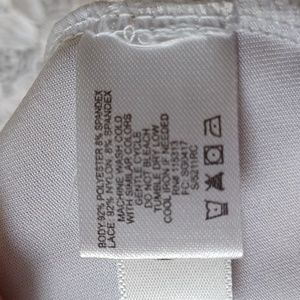 BODY:92% POLYESTER 8% SPANDEX
LACE: 92% NYLON, 8% SPANDEX
MACHINE WASH COLD
WITH SIMILAR COLORS
GENTLE CYCLE
DO NOT BLEACH
TUMBLE DRY LOW
COOL IRON IF NEEDED
RN# 115313